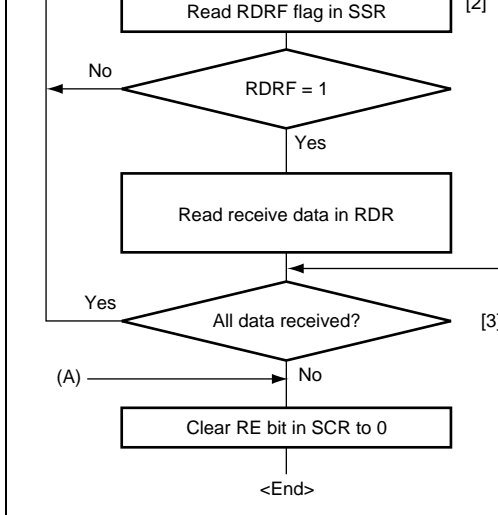 Read RDRF flag in SSR
[2]
No
RDRF = 1
Yes
Read receive data in RDR
Yes
All data received?
[3]
(A)
No
Clear RE bit in SCR to 0
<End>